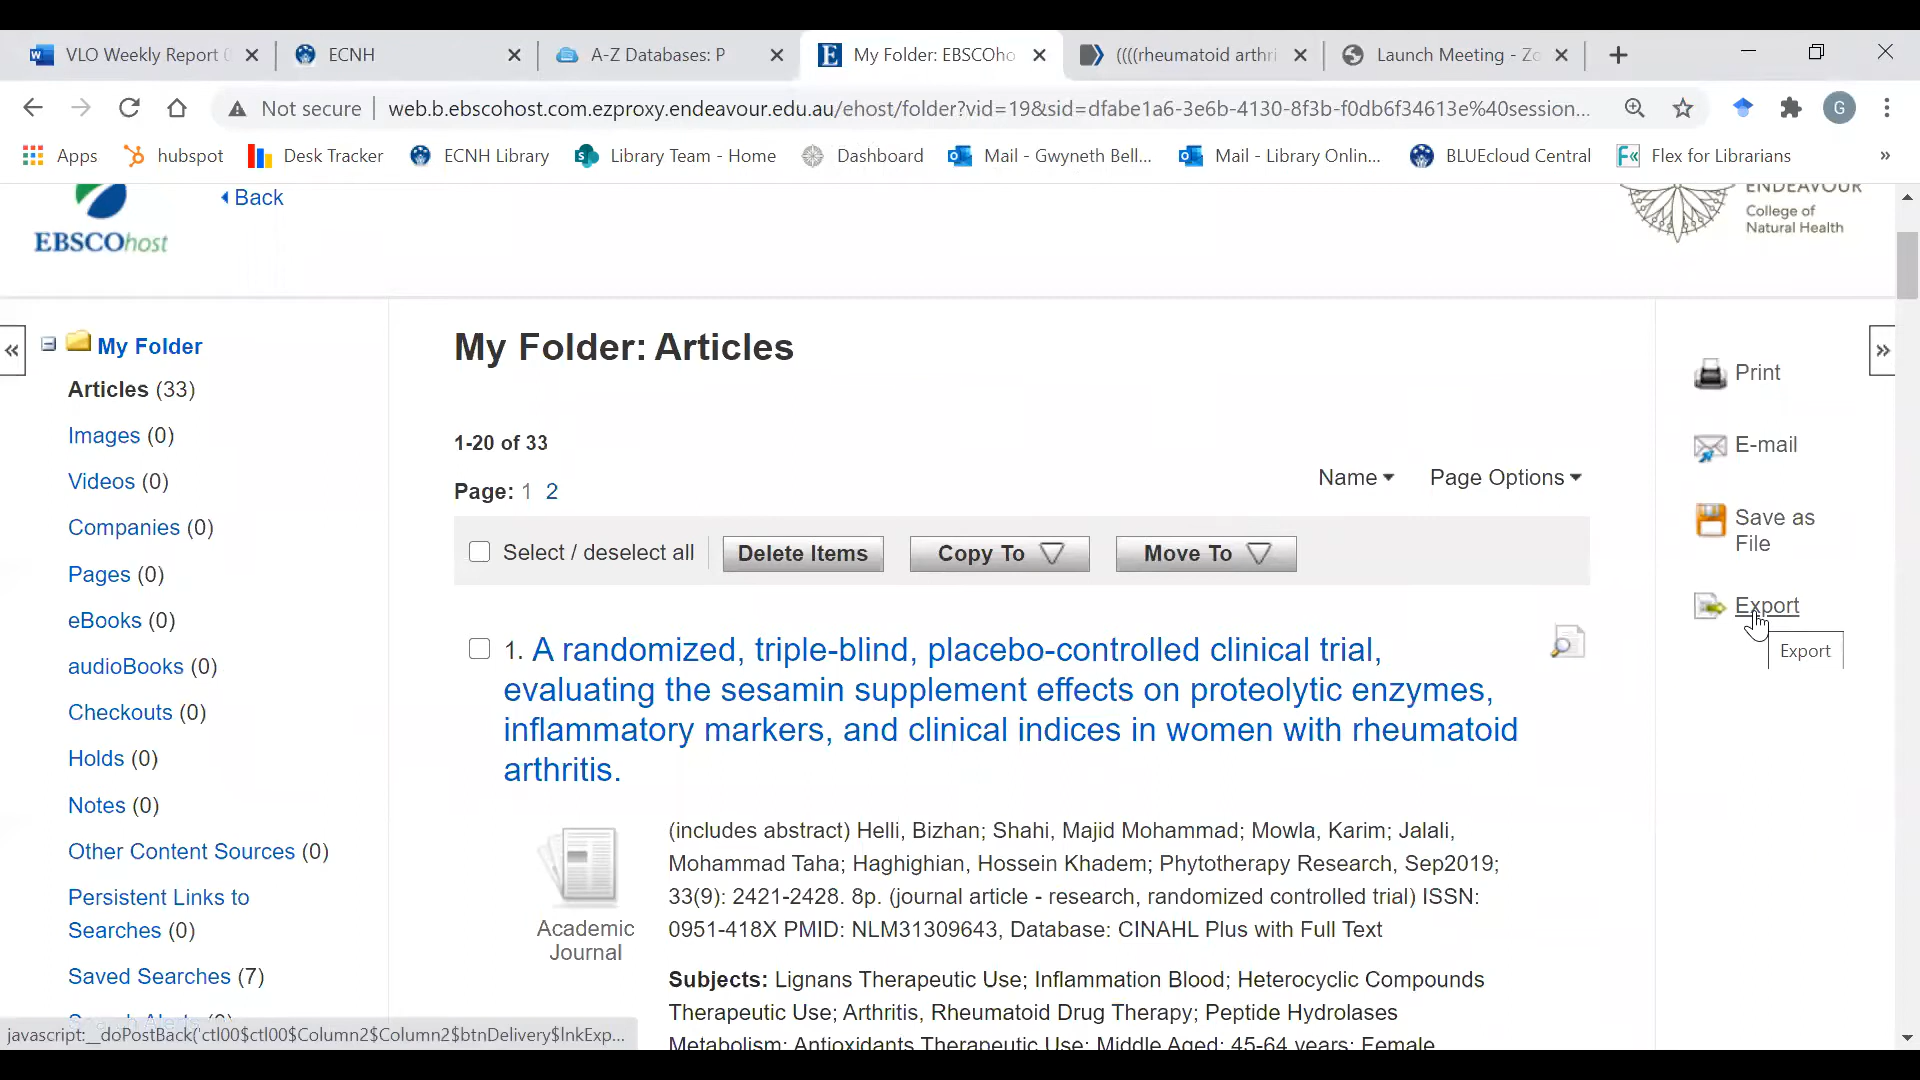 VLO Weekly Report (
ECNH
A-Z Databases: P
My Folder: EBSCOho
((((rheumatoid arthri
Launch Meeting - Zo
Not secure
web.b.ebscohost.com.ezproxy.endeavour.edu.au/ehost/folder?vid=19&sid=dfabe1a6-3e6b-4130-8f3b-f0db6f34613e%40session...
G
Apps
hubspot
Desk Tracker
ECNH Library
Library Team - Home
Dashboard
Mail - Gwyneth Bell...
Mail - Library Onlin...
BLUEcloud Central
Flex for Librarians
»
EBSCOhost
Back
ENDEAVOUR
College of
Natural Health
My Folder
Articles (33)
Images (0)
Videos (0)
Companies (0)
Pages (0)
eBooks (0)
audioBooks (0)
Checkouts (0)
Holds (0)
Notes (0)
Other Content Sources (0)
Persistent Links to
Searches (0)
Saved Searches (7)
javascript:__doPostBack('ctl00$ctl00$Column2$Column2$btnDelivery$lnkExp...
My Folder: Articles
1-20 of 33
Page: 1 2
Name
Page Options
Select / deselect all
Delete Items
Copy To
Move To
1. A randomized, triple-blind, placebo-controlled clinical trial,
evaluating the sesamin supplement effects on proteolytic enzymes,
inflammatory markers, and clinical indices in women with rheumatoid
arthritis.
Academic
Journal
(includes abstract) Helli, Bizhan; Shahi, Majid Mohammad; Mowla, Karim; Jalali,
Mohammad Taha; Haghighian, Hossein Khadem; Phytotherapy Research, Sep2019;
33(9): 2421-2428. 8p. (journal article - research, randomized controlled trial) ISSN:
0951-418X PMID: NLM31309643, Database: CINAHL Plus with Full Text
Subjects: Lignans Therapeutic Use; Inflammation Blood; Heterocyclic Compounds
Therapeutic Use; Arthritis, Rheumatoid Drug Therapy; Peptide Hydrolases
Metabolism; Antioxidants Therapeutic Use; Middle Aged: 45-64 years; Female
Print
E-mail
Save as
File
Export
Export